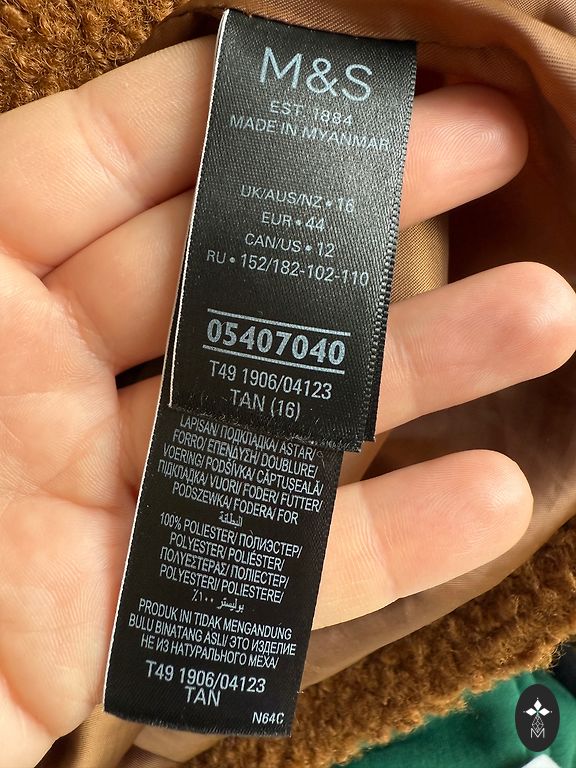 M&S
EST. 1884
MADE IN MYANMAR
UK/AUS/NZ • 16
EUR • 44
CAN/US • 12
RU • 152/182-102-110
05407040
T49 1906/04123
TAN (16)
LAPISAN/ ПОДКЛАДКА/ ASTAR/
FORRO/ ΕΠΕΝΔΥΣΗ/ DOUBLURE/
VOERING/ PODŠÍVKA/ CĂPTUSEALĂ/
ПІДКЛАДКА/ VUORI/ FODER/ FUTTER/
PODSZEWKA/ FODERA/ FOR
البطانة
100% POLIESTER/ ПОЛИЭСТЕР/
POLYESTER/ POLIÉSTER/
ΠΟΛΥΕΣΤΕΡΑΣ/ ПОЛІЕСТЕР/
POLYESTERI/ POLIESTERE/
٪١٠٠ بوليستر
PRODUK INI TIDAK MENGANDUNG
BULU BINATANG ASLI/ ЭТО ИЗДЕЛИЕ
НЕ ИЗ НАТУРАЛЬНОГО МЕХА/
T49 1906/04123
TAN
N64C
M